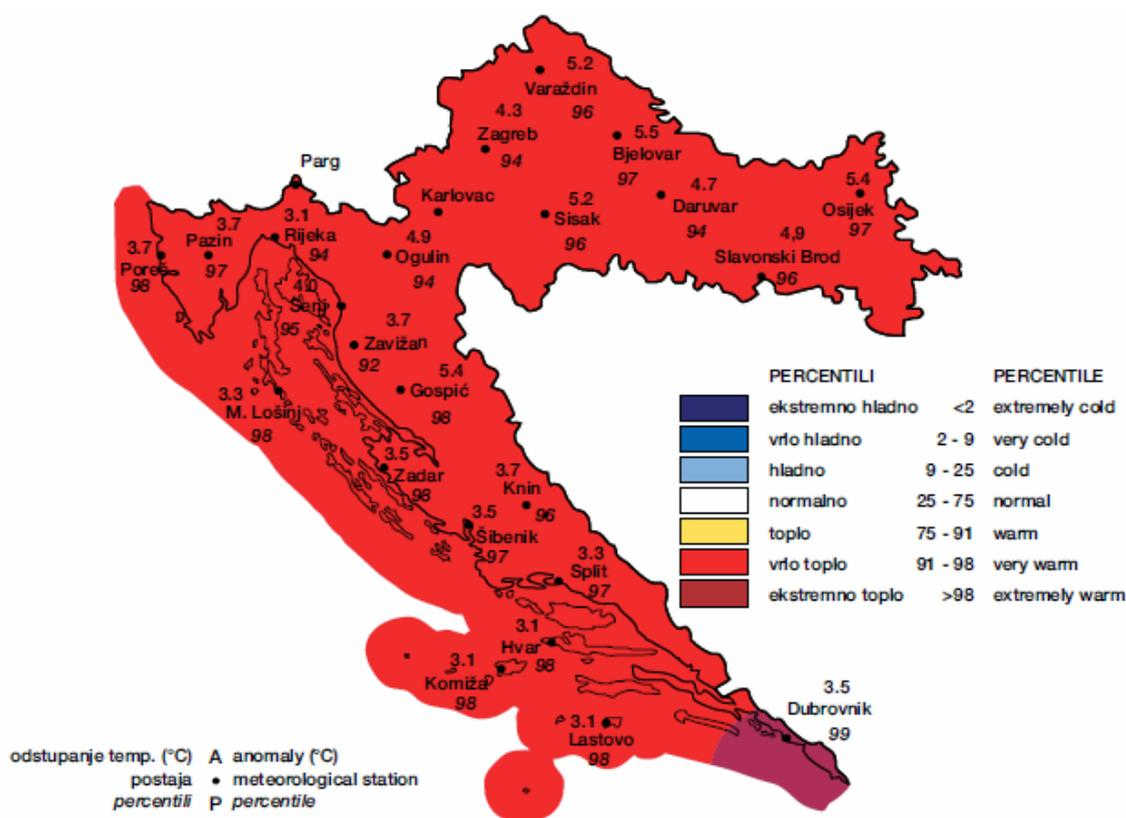 5.2
Varaždin
96
4.3
Zagreb
94
5.5
Bjelovar
97
Parg
Karlovac
5.2
Sisak
96
4.7
Daruvar
94
5.4
Osijek
97
4,9
Slavonski Brod
96
3.7
Poreč
98
3.7
Pazin
97
3.1
Rijeka
94
4.9
Ogulin
94
4.0
Senj
95
3.7
Zavižan
92
5.4
Gospić
98
3.3
M. Lošinj
98
3.5
Zadar
98
3.7
Knin
96
3.5
Šibenik
97
3.3
Split
97
3.1
Hvar
98
3.1
Komiža
98
3.1
Lastovo
98
3.5
Dubrovnik
99
PERCENTILI PERCENTILE
ekstremno hladno <2 extremely cold
vrlo hladno 2 - 9 very cold
hladno 9 - 25 cold
normalno 25 - 75 normal
toplo 75 - 91 warm
vrlo toplo 91 - 98 very warm
ekstremno toplo >98 extremely warm
odstupanje temp. (°C) A anomaly (°C)
postaja • meteorological station
percentili P percentile